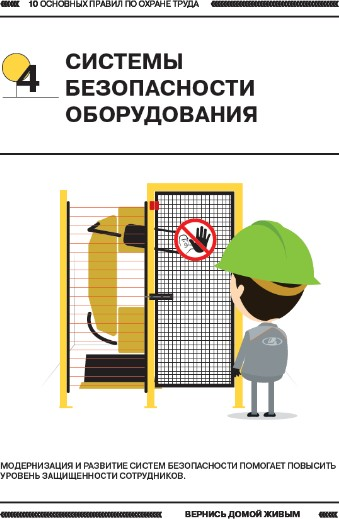 10 ОСНОВНЫХ ПРАВИЛ ПО ОХРАНЕ ТРУДА
4
СИСТЕМЫ
БЕЗОПАСНОСТИ
ОБОРУДОВАНИЯ
МОДЕРНИЗАЦИЯ И РАЗВИТИЕ СИСТЕМ БЕЗОПАСНОСТИ ПОМОГАЕТ ПОВЫСИТЬ
УРОВЕНЬ ЗАЩИЩЕННОСТИ СОТРУДНИКОВ.
ВЕРНИСЬ ДОМОЙ ЖИВЫМ